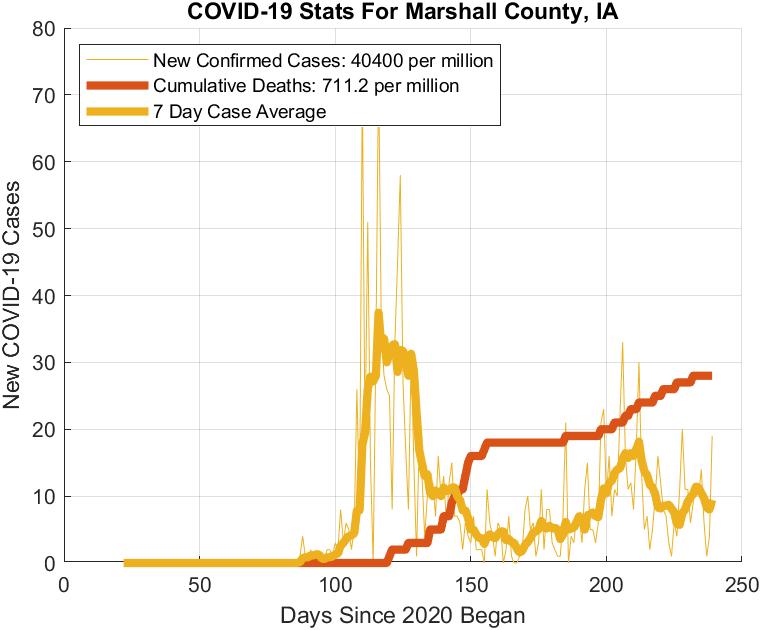 COVID-19 Stats For Marshall County, IA
80
70
60
50
40
30
20
10
0
New Confirmed Cases: 40400 per million
Cumulative Deaths: 711.2 per million
7 Day Case Average
New COVID-19 Cases
0 50 100 150 200 250
Days Since 2020 Began